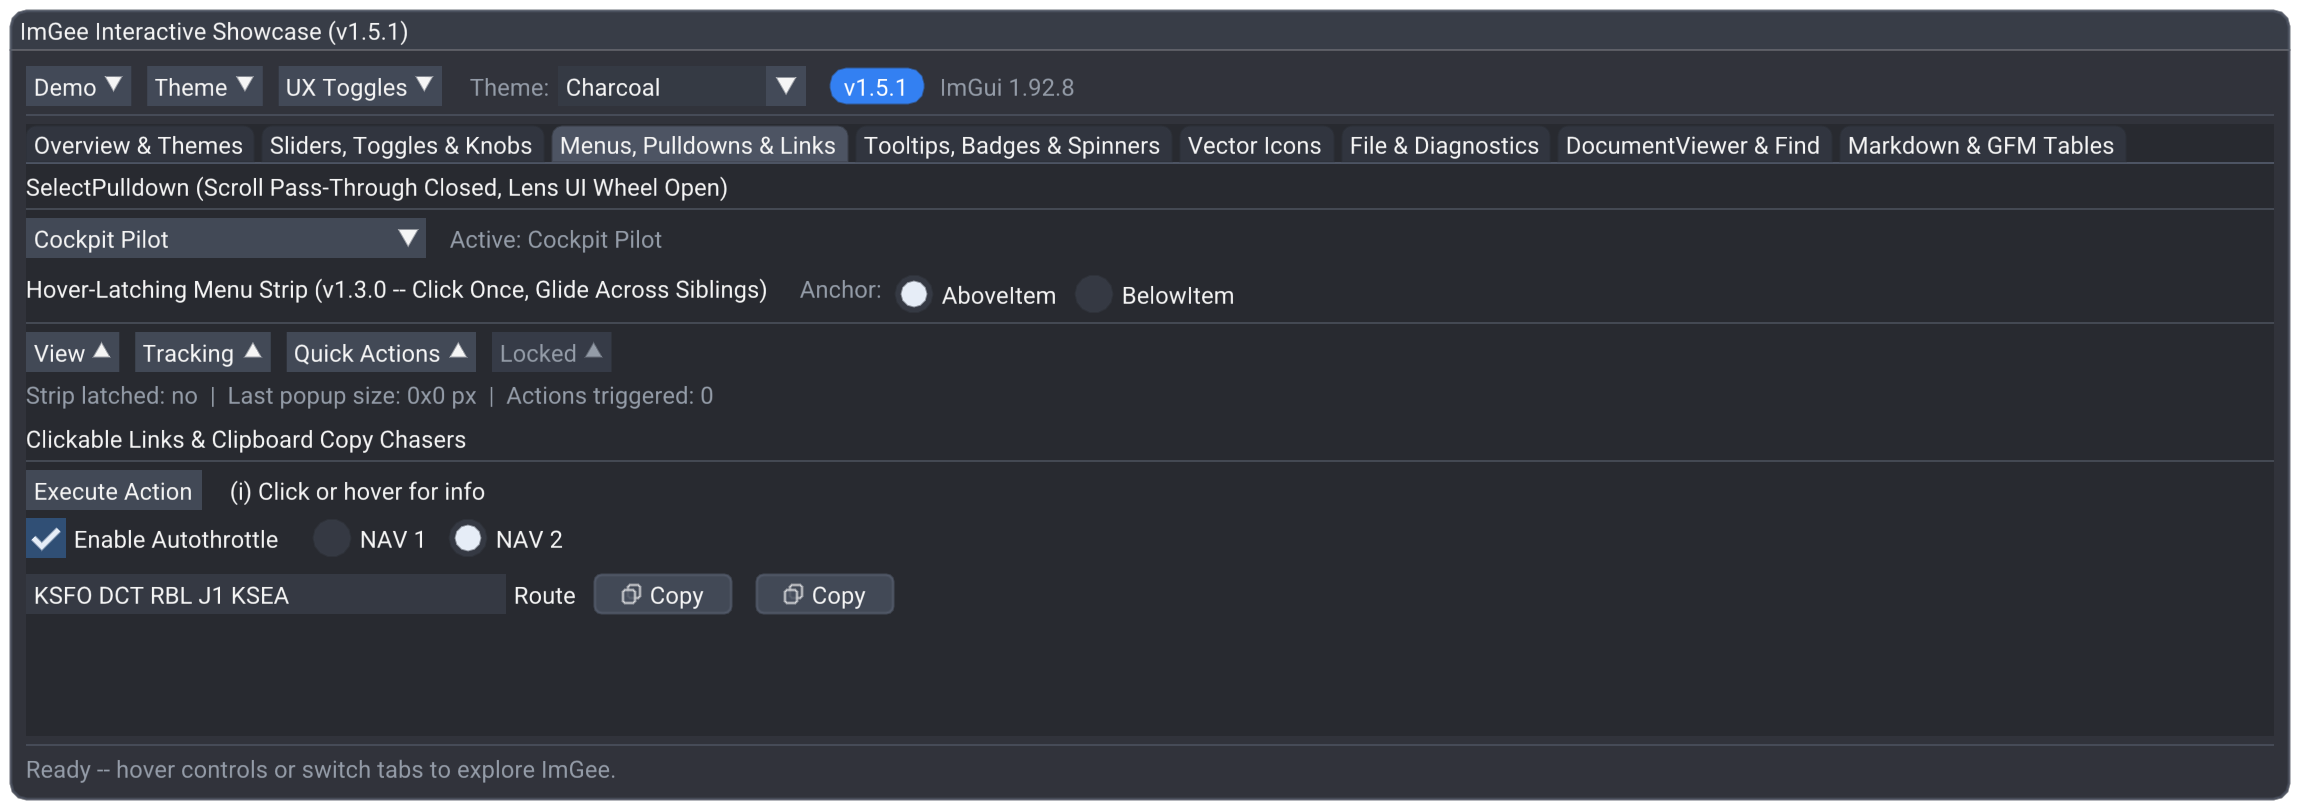 ImGee Interactive Showcase (v1.5.1)
Demo Theme UX Toggles Theme: Charcoal v1.5.1 ImGui 1.92.8
Overview & Themes Sliders, Toggles & Knobs Menus, Pulldowns & Links Tooltips, Badges & Spinners Vector Icons File & Diagnostics DocumentViewer & Find Markdown & GFM Tables
SelectPulldown (Scroll Pass-Through Closed, Lens UI Wheel Open)
Cockpit Pilot Active: Cockpit Pilot
Hover-Latching Menu Strip (v1.3.0 -- Click Once, Glide Across Siblings) Anchor: AboveItem BelowItem
View Tracking Quick Actions Locked
Strip latched: no | Last popup size: 0x0 px | Actions triggered: 0
Clickable Links & Clipboard Copy Chasers
Execute Action (i) Click or hover for info
Enable Autothrottle NAV 1 NAV 2
KSFO DCT RBL J1 KSEA Route Copy Copy
Ready -- hover controls or switch tabs to explore ImGee.